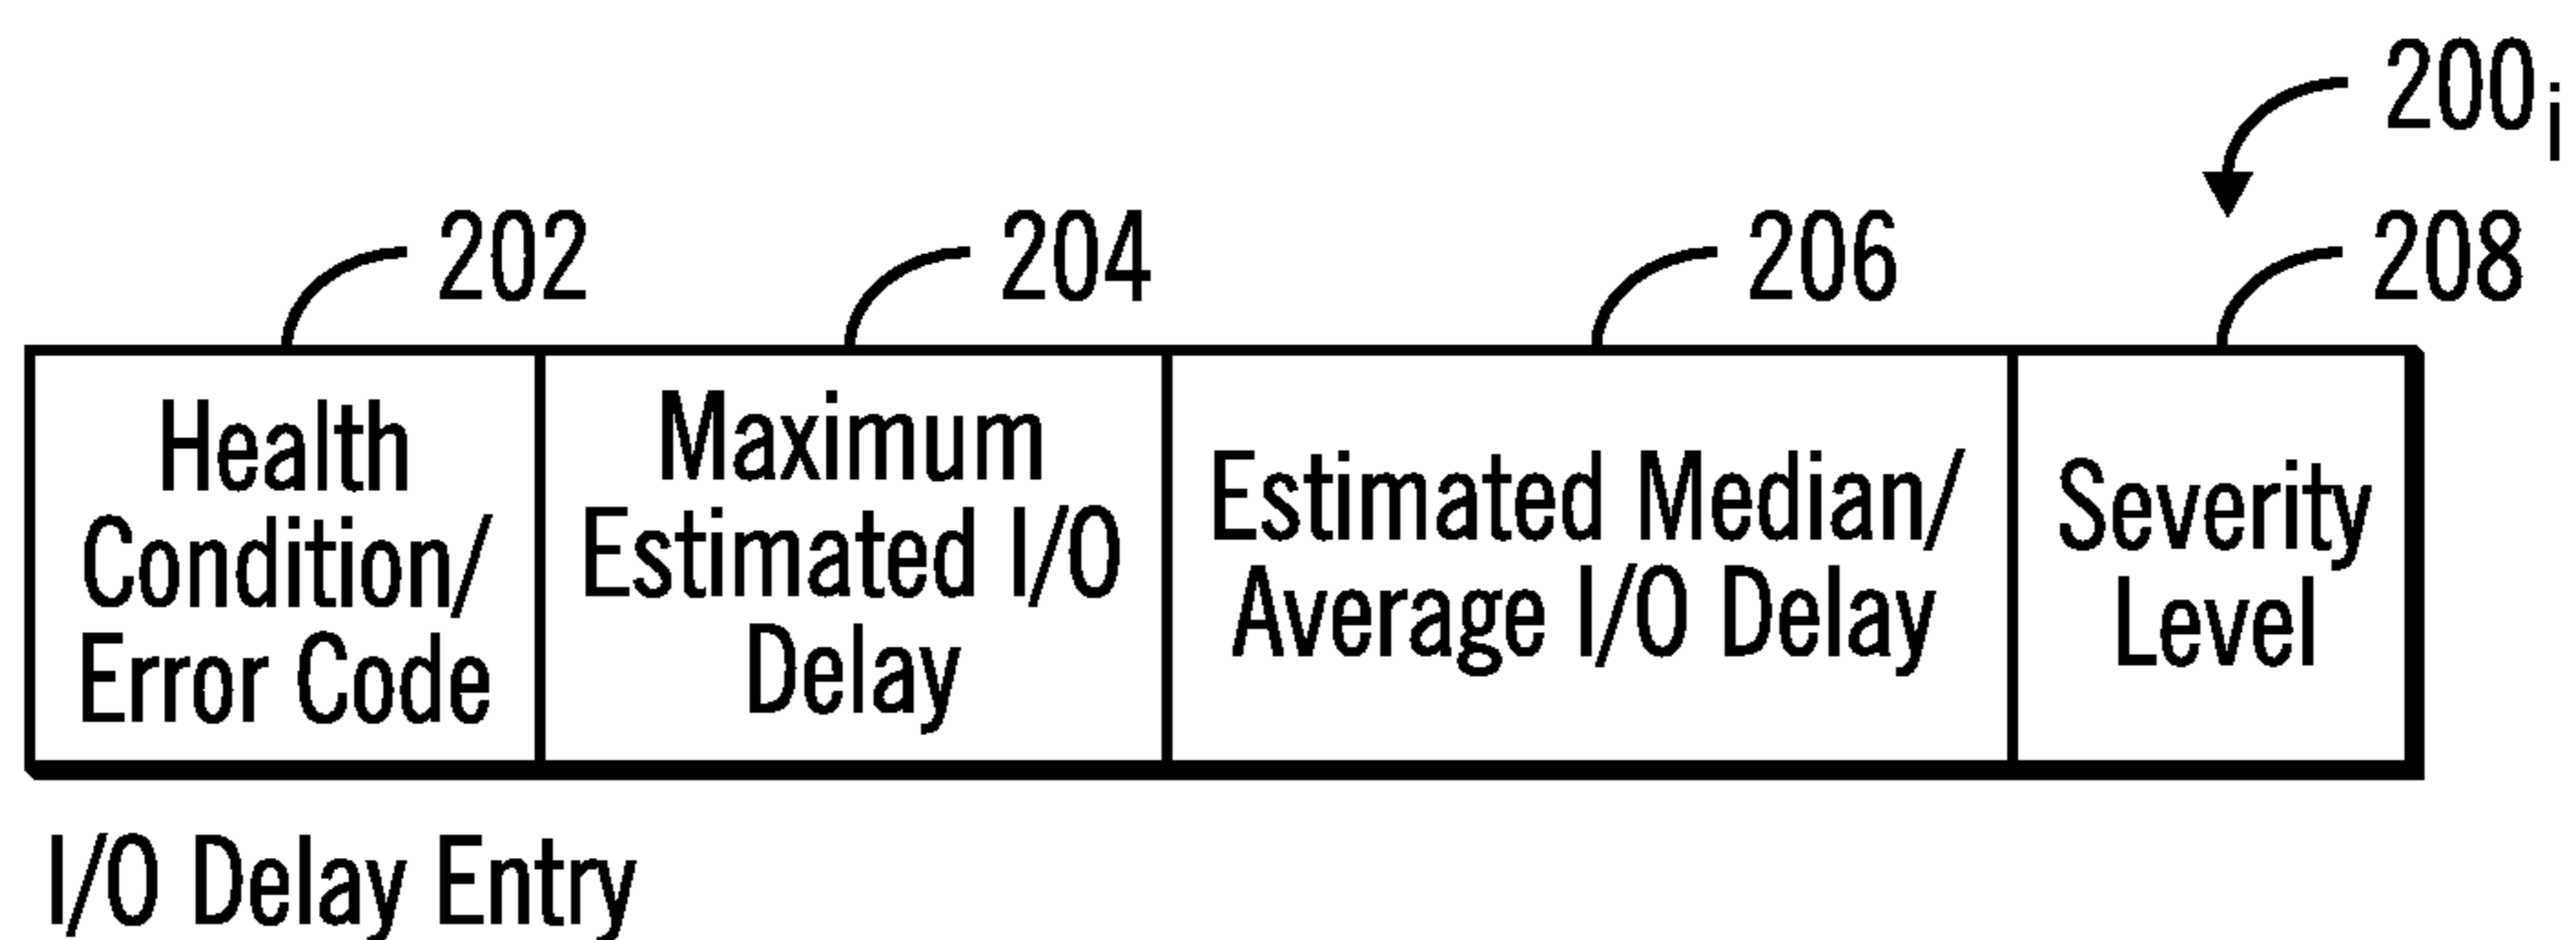 200i
202
204
206
208
Health
Condition/
Error Code
Maximum
Estimated I/O
Delay
Estimated Median/
Average I/O Delay
Severity
Level
I/O Delay Entry